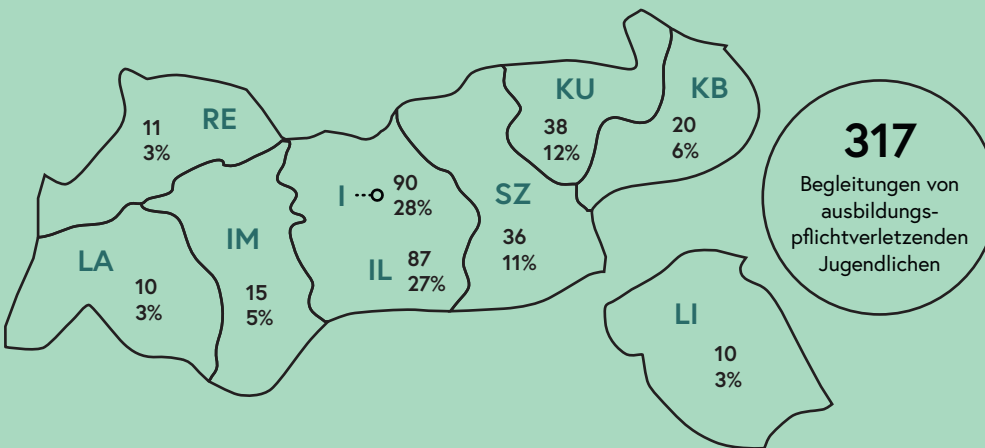 RE
11
3%
LA
10
3%
IM
15
5%
I
90
28%
IL
87
27%
SZ
36
11%
KU
38
12%
KB
20
6%
LI
10
3%
317
Begleitungen von
ausbildungs-
pflichtverletzenden
Jugendlichen